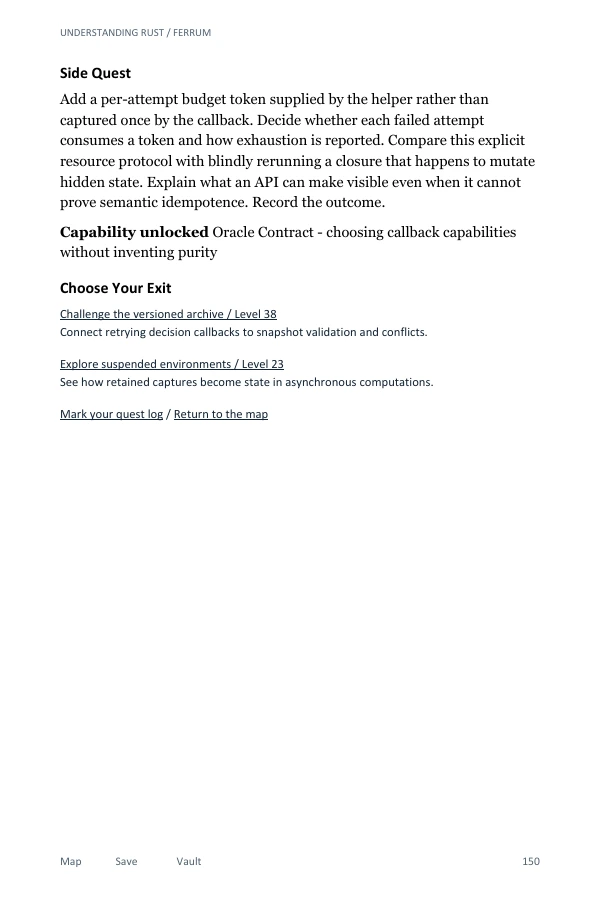 UNDERSTANDING RUST / FERRUM
Side Quest
Add a per-attempt budget token supplied by the helper rather than
captured once by the callback. Decide whether each failed attempt
consumes a token and how exhaustion is reported. Compare this explicit
resource protocol with blindly rerunning a closure that happens to mutate
hidden state. Explain what an API can make visible even when it cannot
prove semantic idempotence. Record the outcome.
Capability unlocked Oracle Contract - choosing callback capabilities
without inventing purity
Choose Your Exit
Challenge the versioned archive / Level 38
Connect retrying decision callbacks to snapshot validation and conflicts.
Explore suspended environments / Level 23
See how retained captures become state in asynchronous computations.
Mark your quest log / Return to the map
Map Save Vault 150